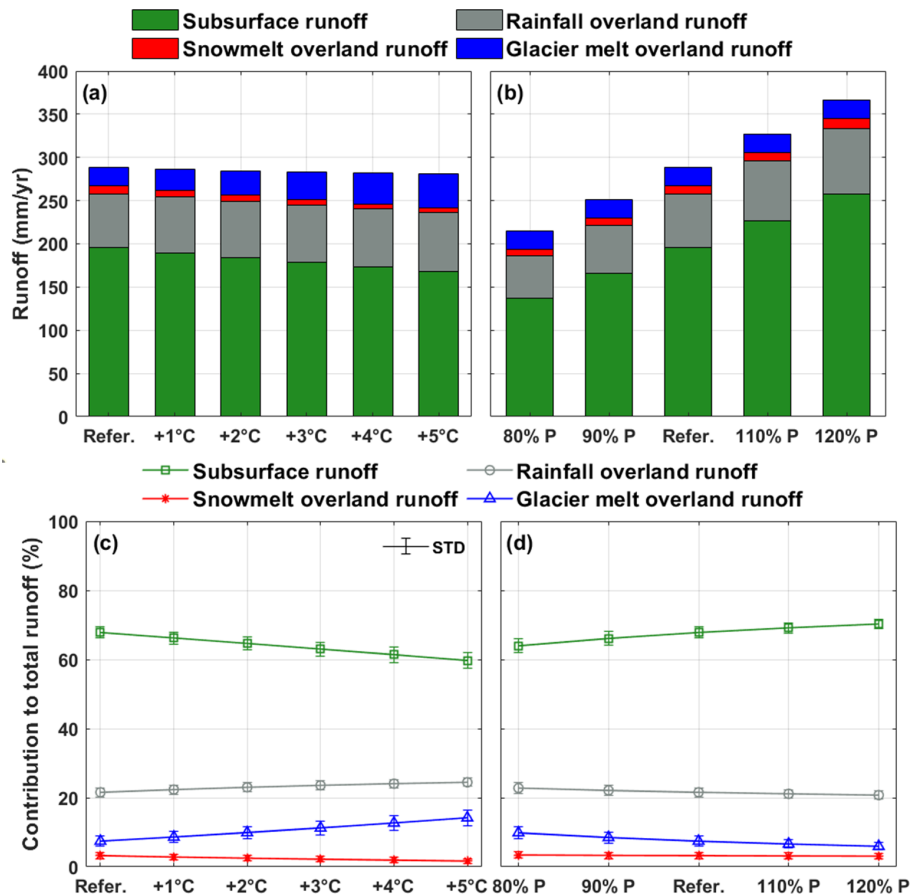 Subsurface runoff Rainfall overland runoff
Snowmelt overland runoff Glacier melt overland runoff
Runoff (mm/yr)
400
350
300
250
200
150
100
50
0
(a)
Refer. +1°C +2°C +3°C +4°C +5°C
(b)
80% P 90% P Refer. 110% P 120% P
Subsurface runoff Rainfall overland runoff
Snowmelt overland runoff Glacier melt overland runoff
Contribution to total runoff (%)
100
80
60
40
20
0
(c)
STD
Refer. +1°C +2°C +3°C +4°C +5°C
(d)
80% P 90% P Refer. 110% P 120% P